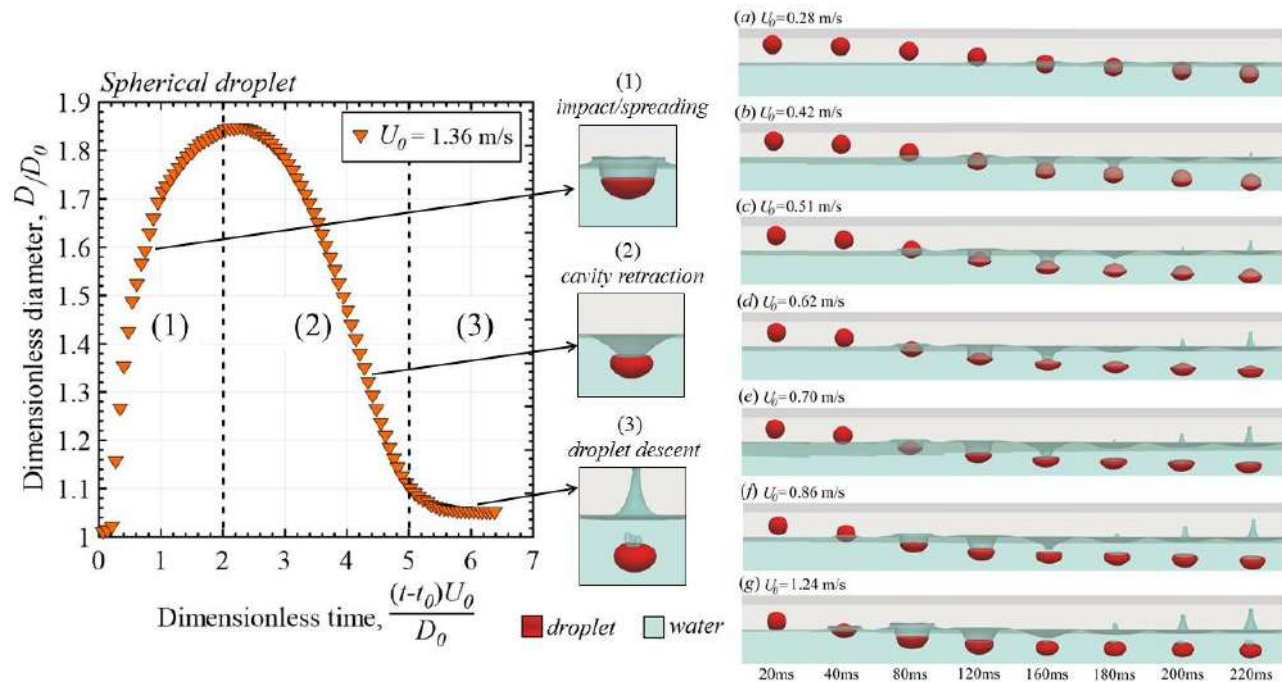 Spherical droplet
1.9
1.8
1.7
1.6
1.5
1.4
1.3
1.2
1.1
1
Dimensionless diameter, D/D0
U0 = 1.36 m/s
(1)
(2)
(3)
0 1 2 3 4 5 6 7
Dimensionless time, (t-t0)U0
D0
(1)
impact/spreading
(2)
cavity retraction
(3)
droplet descent
droplet water
(a) U0=0.28 m/s
(b) U0=0.42 m/s
(c) U0=0.51 m/s
(d) U0=0.62 m/s
(e) U0=0.70 m/s
(f) U0=0.86 m/s
(g) U0=1.24 m/s
20ms 40ms 80ms 120ms 160ms 180ms 200ms 220ms